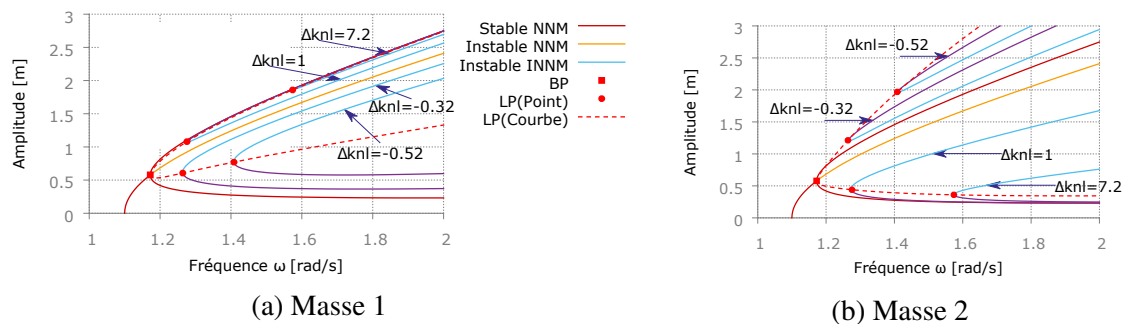 Amplitude [m]
3
2.5
2
1.5
1
0.5
0
1
1.2
1.4
1.6
1.8
2
Fréquence ω [rad/s]
Δknl=7.2
Δknl=1
Δknl=-0.32
Δknl=-0.52
(a) Masse 1
Stable NNM
Instable NNM
Instable INNM
BP
LP(Point)
LP(Courbe)
Amplitude [m]
3
2.5
2
1.5
1
0.5
0
1
1.2
1.4
1.6
1.8
2
Fréquence ω [rad/s]
Δknl=-0.52
Δknl=-0.32
Δknl=1
Δknl=7.2
(b) Masse 2